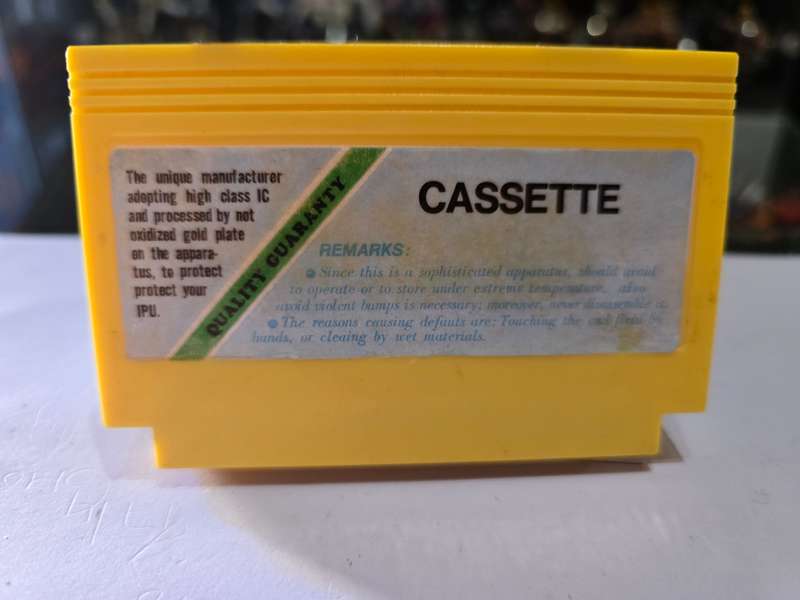 The unique manufacturer
adopting high class IC
and processed by not
oxidized gold plate
on the appara-
tus, to protect
protect your
IPU.
QUALITY GUARANTY
CASSETTE
REMARKS:
● Since this is a sophisticated apparatus, should avoid
to operate or to store under extreme temperature, also
avoid violent bumps is necessary; moreover, never disassemble it.
● The reasons causing defauts are: Touching the
hands, or cleaing by wet materials.